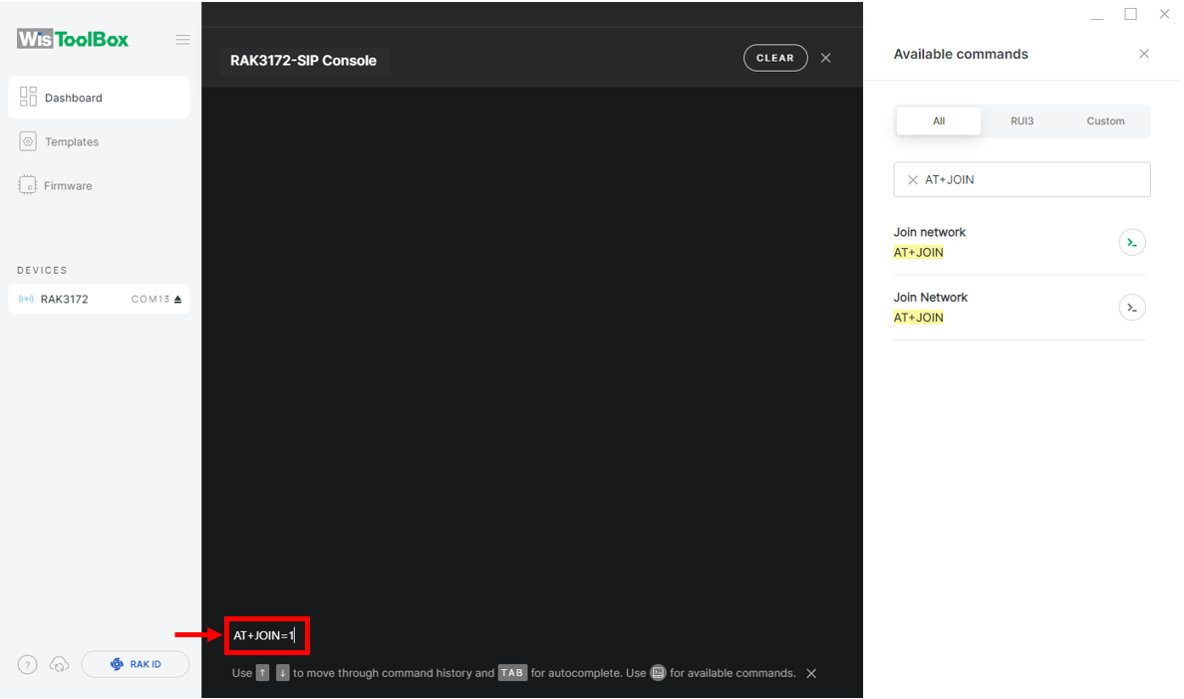 WisToolBox
Dashboard
Templates
Firmware
DEVICES
RAK3172 COM13
? RAK ID
RAK3172-SIP Console
CLEAR
AT+JOIN=1
Use ↑ ↓ to move through command history and TAB for autocomplete. Use for available commands.
Available commands
All RUI3 Custom
AT+JOIN
Join network
AT+JOIN
Join Network
AT+JOIN